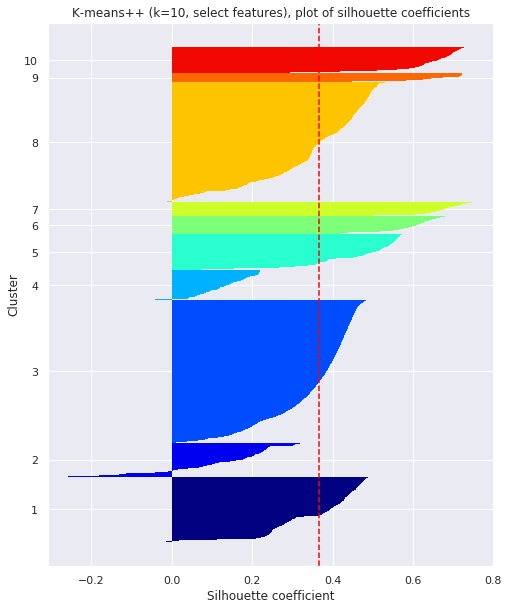 K-means++ (k=10, select features), plot of silhouette coefficients
10
9
8
7
6
5
4
3
2
1
Cluster
−0.2 0.0 0.2 0.4 0.6 0.8
Silhouette coefficient